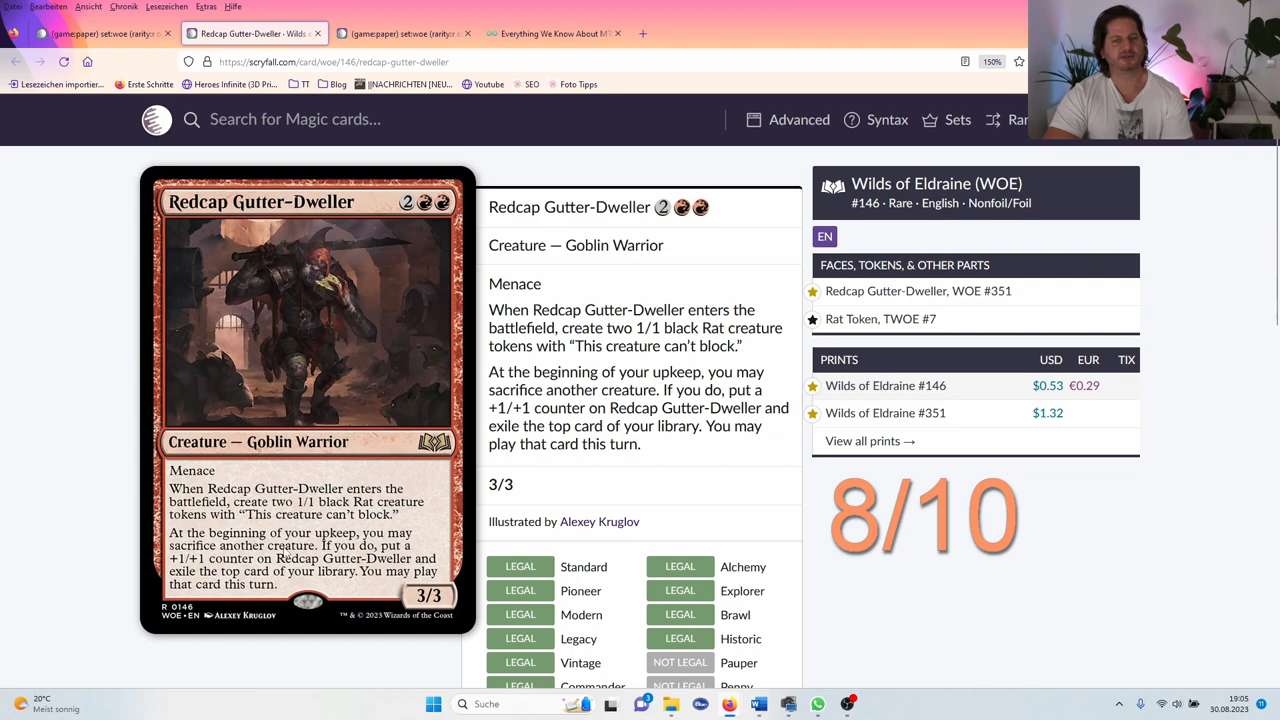 Datei Bearbeiten Ansicht Chronik Lesezeichen Extras Hilfe
(game:paper) set:woe (rarity:r o × Redcap Gutter-Dweller · Wilds o × (game:paper) set:woe (rarity:r o × Everything We Know About MT ×
https://scryfall.com/card/woe/146/redcap-gutter-dweller 150%
Lesezeichen importier... Erste Schritte Heroes Infinite (3D Pri... TT Blog ||NACHRICHTEN [NEU... Youtube SEO Foto Tipps
Search for Magic cards... Advanced Syntax Sets Ran
Redcap Gutter-Dweller 2
Menace
When Redcap Gutter-Dweller enters the
battlefield, create two 1/1 black Rat creature
tokens with “This creature can’t block.”
At the beginning of your upkeep, you may
sacrifice another creature. If you do, put a
+1/+1 counter on Redcap Gutter-Dweller and
exile the top card of your library. You may play
that card this turn.
Creature — Goblin Warrior
3/3
R 0146
WOE • EN ALEXEY KRUGLOV
™ & © 2023 Wizards of the Coast
Redcap Gutter-Dweller 2
Creature — Goblin Warrior
Menace
When Redcap Gutter-Dweller enters the
battlefield, create two 1/1 black Rat creature
tokens with “This creature can’t block.”
At the beginning of your upkeep, you may
sacrifice another creature. If you do, put a
+1/+1 counter on Redcap Gutter-Dweller and
exile the top card of your library. You may
play that card this turn.
3/3
Illustrated by Alexey Kruglov
LEGAL Standard LEGAL Alchemy
LEGAL Pioneer LEGAL Explorer
LEGAL Modern LEGAL Brawl
LEGAL Legacy LEGAL Historic
LEGAL Vintage NOT LEGAL Pauper
LEGAL Commander NOT LEGAL Penny
Wilds of Eldraine (WOE)
#146 · Rare · English · Nonfoil/Foil
EN
FACES, TOKENS, & OTHER PARTS
Redcap Gutter-Dweller, WOE #351
Rat Token, TWOE #7
PRINTS USD EUR TIX
Wilds of Eldraine #146 $0.53 €0.29
Wilds of Eldraine #351 $1.32
View all prints →
8/10
20°C
Meist sonnig
Suche
3
19:05
30.08.2023
11